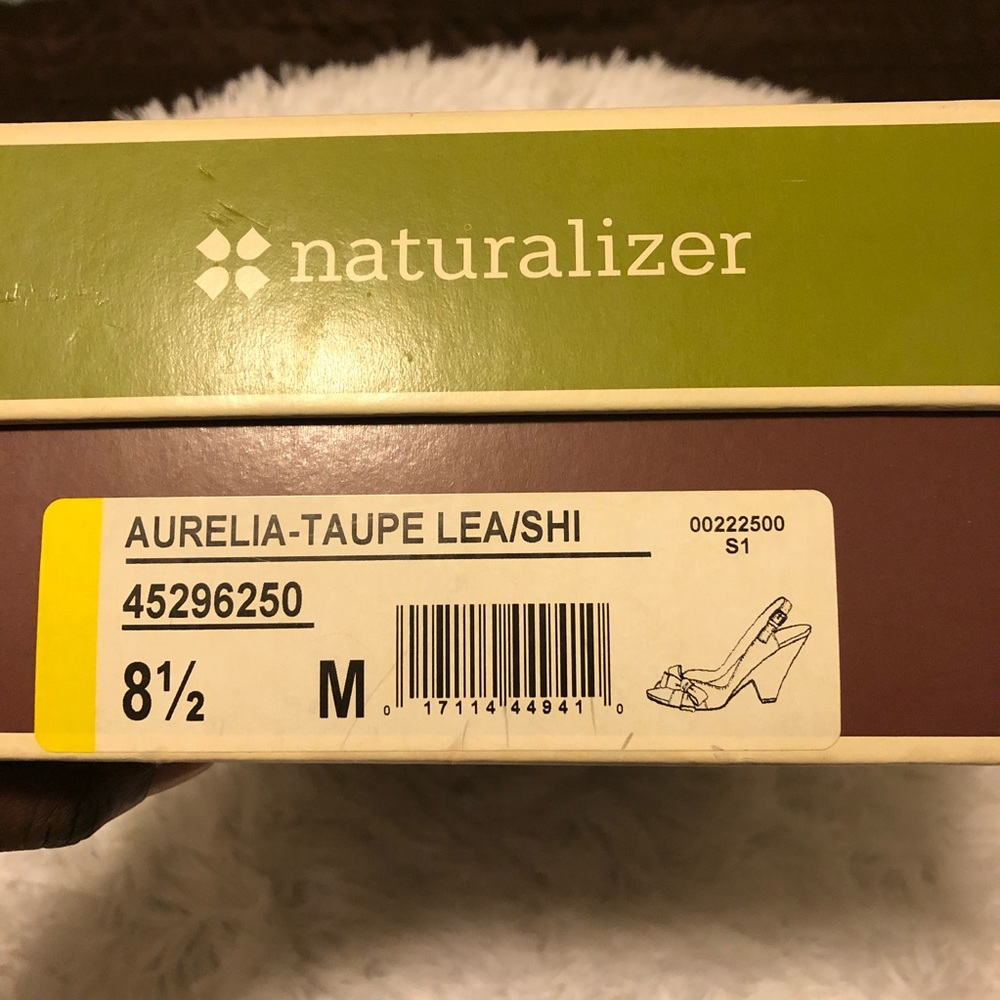 naturalizer
AURELIA-TAUPE LEA/SHI
00222500
S1
45296250
8½ M
0 17114 44941 0